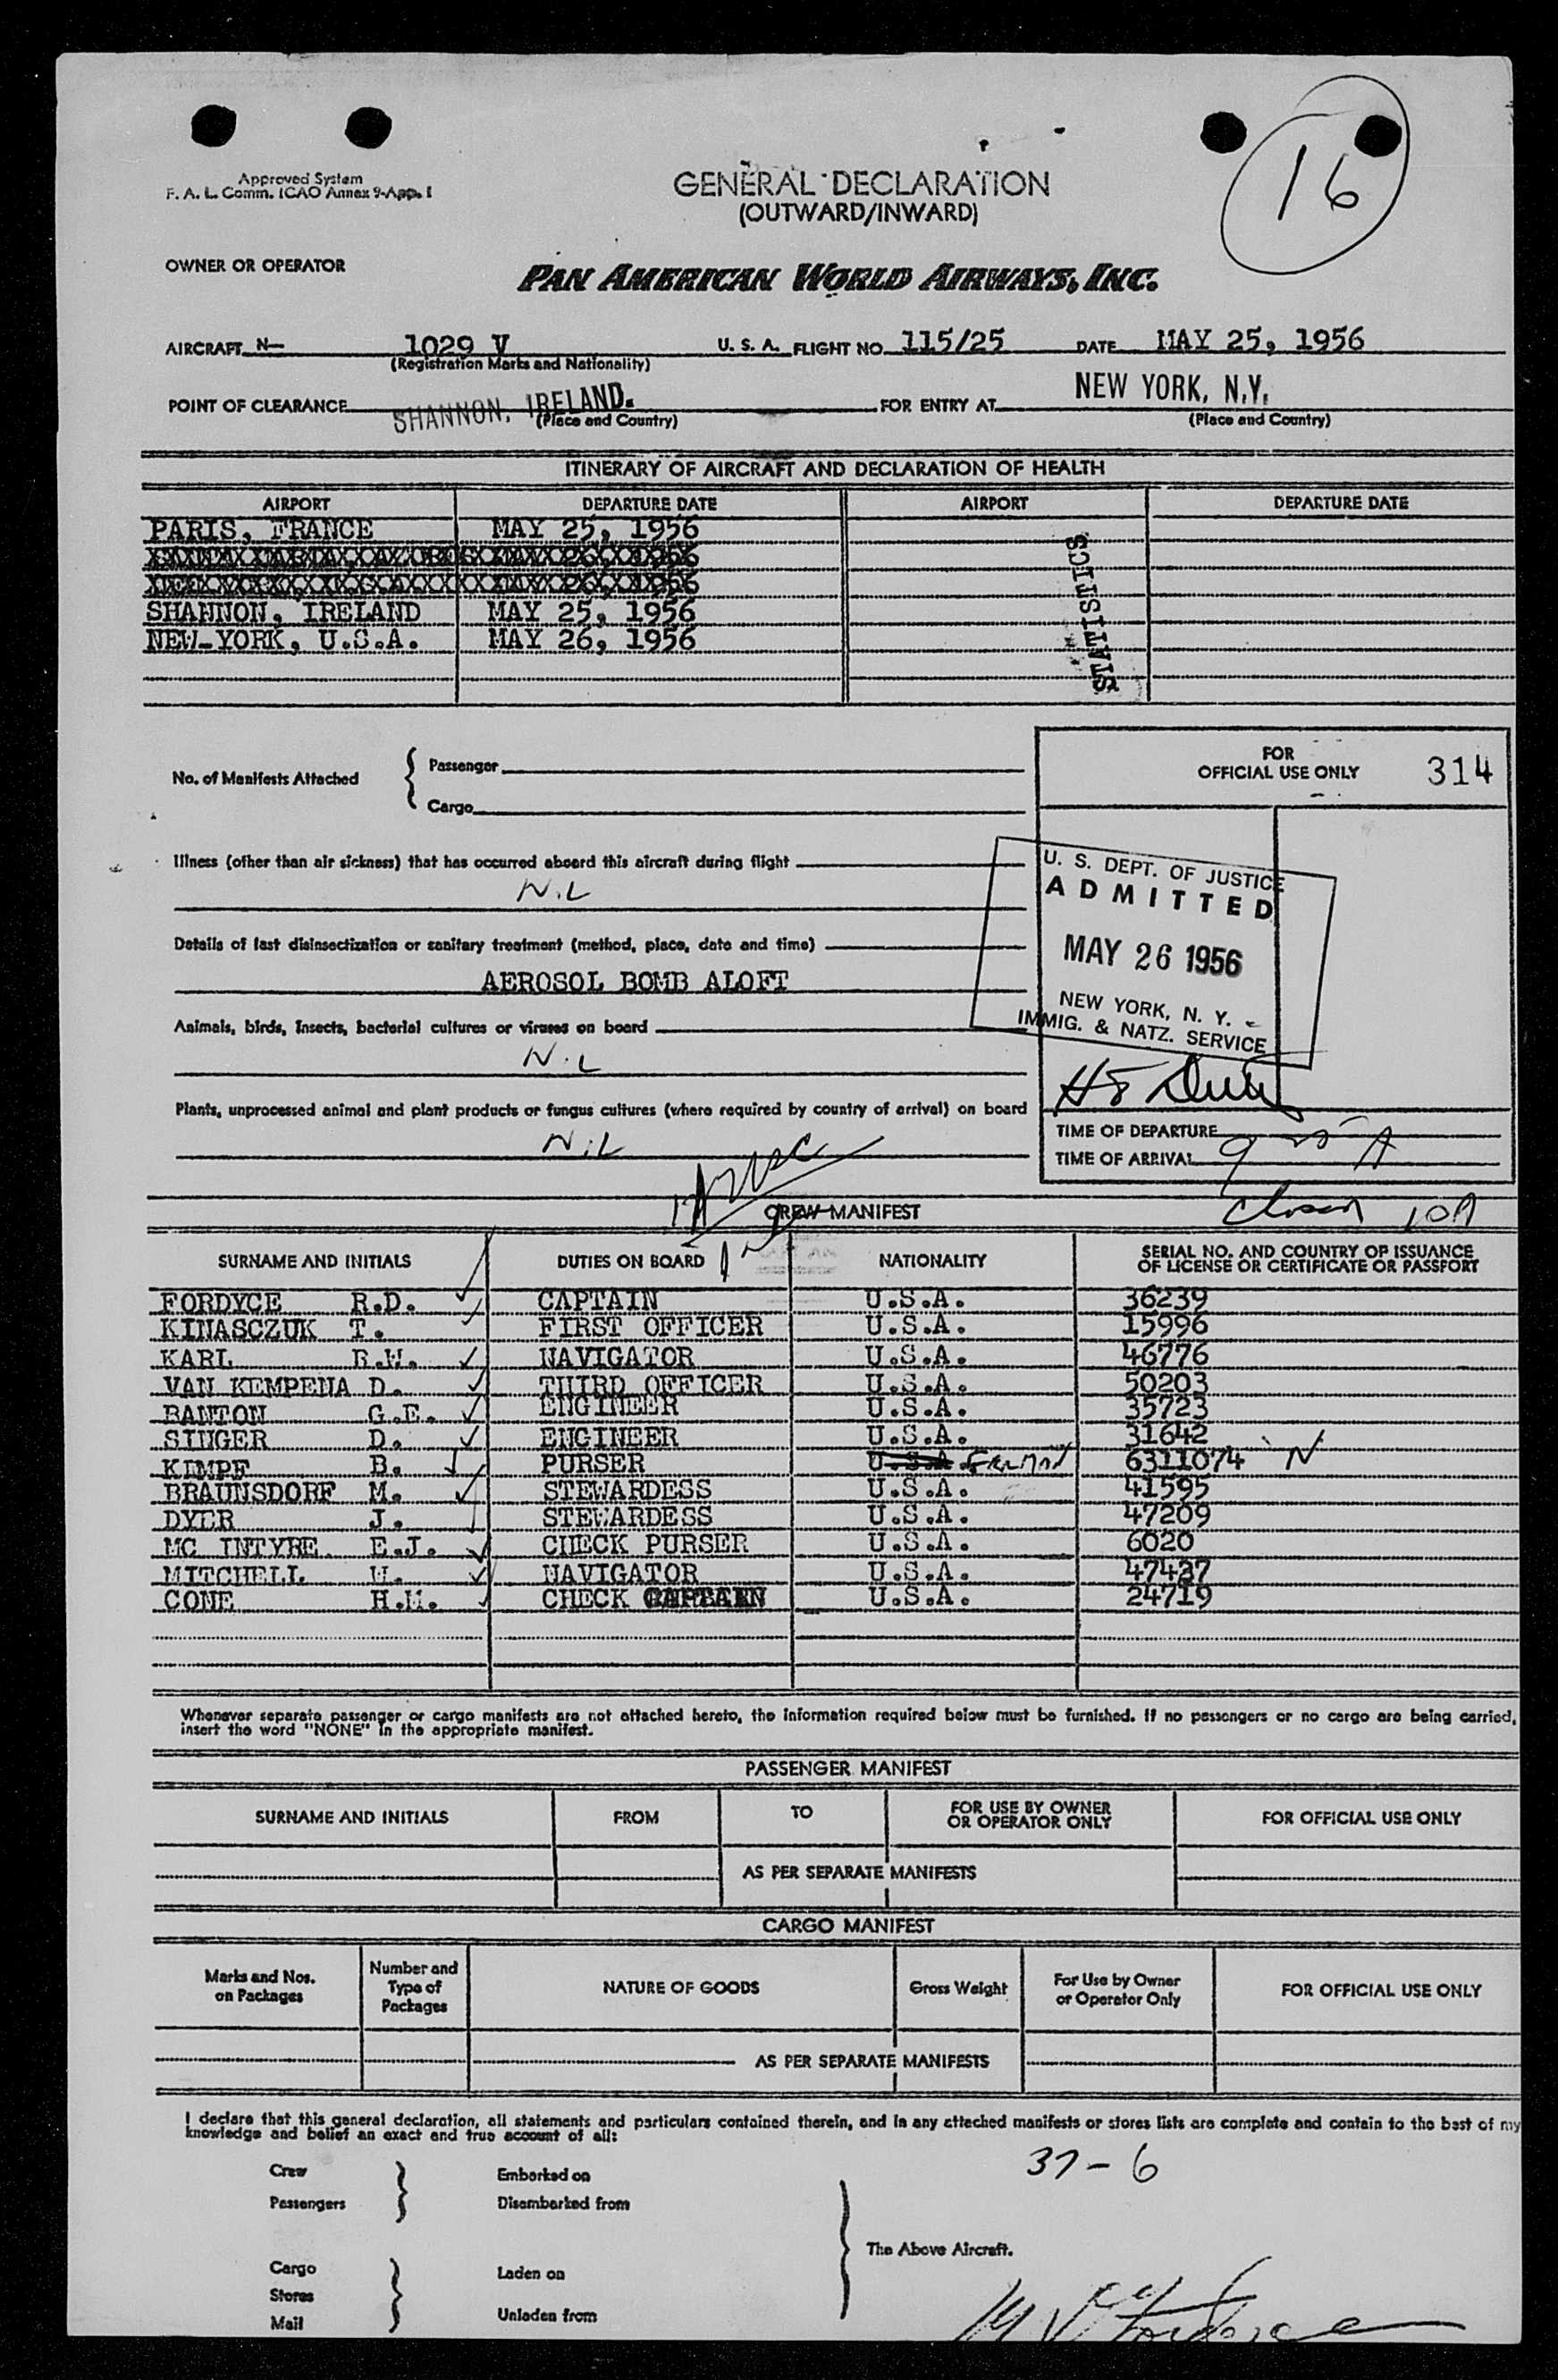 16
Approved System
F. A. L. Comm. ICAO Annex 9-App. 1
GENERAL DECLARATION
(OUTWARD/INWARD)
OWNER OR OPERATOR
PAN AMERICAN WORLD AIRWAYS, INC.
AIRCRAFT N- 1029 V U. S. A. FLIGHT NO. 115/25 DATE MAY 25, 1956
(Registration Marks and Nationality)
POINT OF CLEARANCE SHANNON, IRELAND. FOR ENTRY AT NEW YORK, N.Y.
(Place and Country) (Place and Country)
ITINERARY OF AIRCRAFT AND DECLARATION OF HEALTH
AIRPORT DEPARTURE DATE AIRPORT DEPARTURE DATE
PARIS, FRANCE MAY 25, 1956
SHANNON, IRELAND MAY 25, 1956
NEW YORK, U.S.A. MAY 26, 1956
STATISTICS
No. of Manifests Attached
Passenger
Cargo
FOR
OFFICIAL USE ONLY 314
Illness (other than air sickness) that has occurred aboard this aircraft during flight
NIL
Details of last disinsectization or sanitary treatment (method, place, date and time)
AEROSOL BOMB ALOFT
Animals, birds, insects, bacterial cultures or viruses on board
NIL
Plants, unprocessed animal and plant products or fungus cultures (where required by country of arrival) on board
NIL
U. S. DEPT. OF JUSTICE
ADMITTED
MAY 26 1956
NEW YORK, N. Y.
IMMIG. & NATZ. SERVICE
TIME OF DEPARTURE
TIME OF ARRIVAL
Closed 10A
CREW MANIFEST
SURNAME AND INITIALS DUTIES ON BOARD NATIONALITY SERIAL NO. AND COUNTRY OF ISSUANCE
OF LICENSE OR CERTIFICATE OR PASSPORT
FORDYCE R.D. CAPTAIN U.S.A. 36239
KINASCZUK T. FIRST OFFICER U.S.A. 15996
KARL R.W. NAVIGATOR U.S.A. 46776
VAN KEMPENA D. THIRD OFFICER U.S.A. 50203
BANTON G.E. ENGINEER U.S.A. 35723
SINGER D. ENGINEER U.S.A. 31642
KIMPF B. PURSER U.S.A. 6311074 N
BRAUNSDORF M. STEWARDESS U.S.A. 41595
DYER J. STEWARDESS U.S.A. 47209
MC INTYRE E.J. CHECK PURSER U.S.A. 6020
MITCHELL W. NAVIGATOR U.S.A. 47437
CONE H.M. CHECK CAPTAIN U.S.A. 24719
Whenever separate passenger or cargo manifests are not attached hereto, the information required below must be furnished. If no passengers or no cargo are being carried,
insert the word "NONE" in the appropriate manifest.
PASSENGER MANIFEST
SURNAME AND INITIALS FROM TO FOR USE BY OWNER
OR OPERATOR ONLY FOR OFFICIAL USE ONLY
AS PER SEPARATE MANIFESTS
CARGO MANIFEST
Marks and Nos.
on Packages Number and
Type of
Packages NATURE OF GOODS Gross Weight For Use by Owner
or Operator Only FOR OFFICIAL USE ONLY
AS PER SEPARATE MANIFESTS
I declare that this general declaration, all statements and particulars contained therein, and in any attached manifests or stores lists are complete and contain to the best of my
knowledge and belief an exact and true account of all:
37-6
Crew Embarked on
Passengers Disembarked from
The Above Aircraft.
Cargo Laden on
Stores
Mail Unladen from